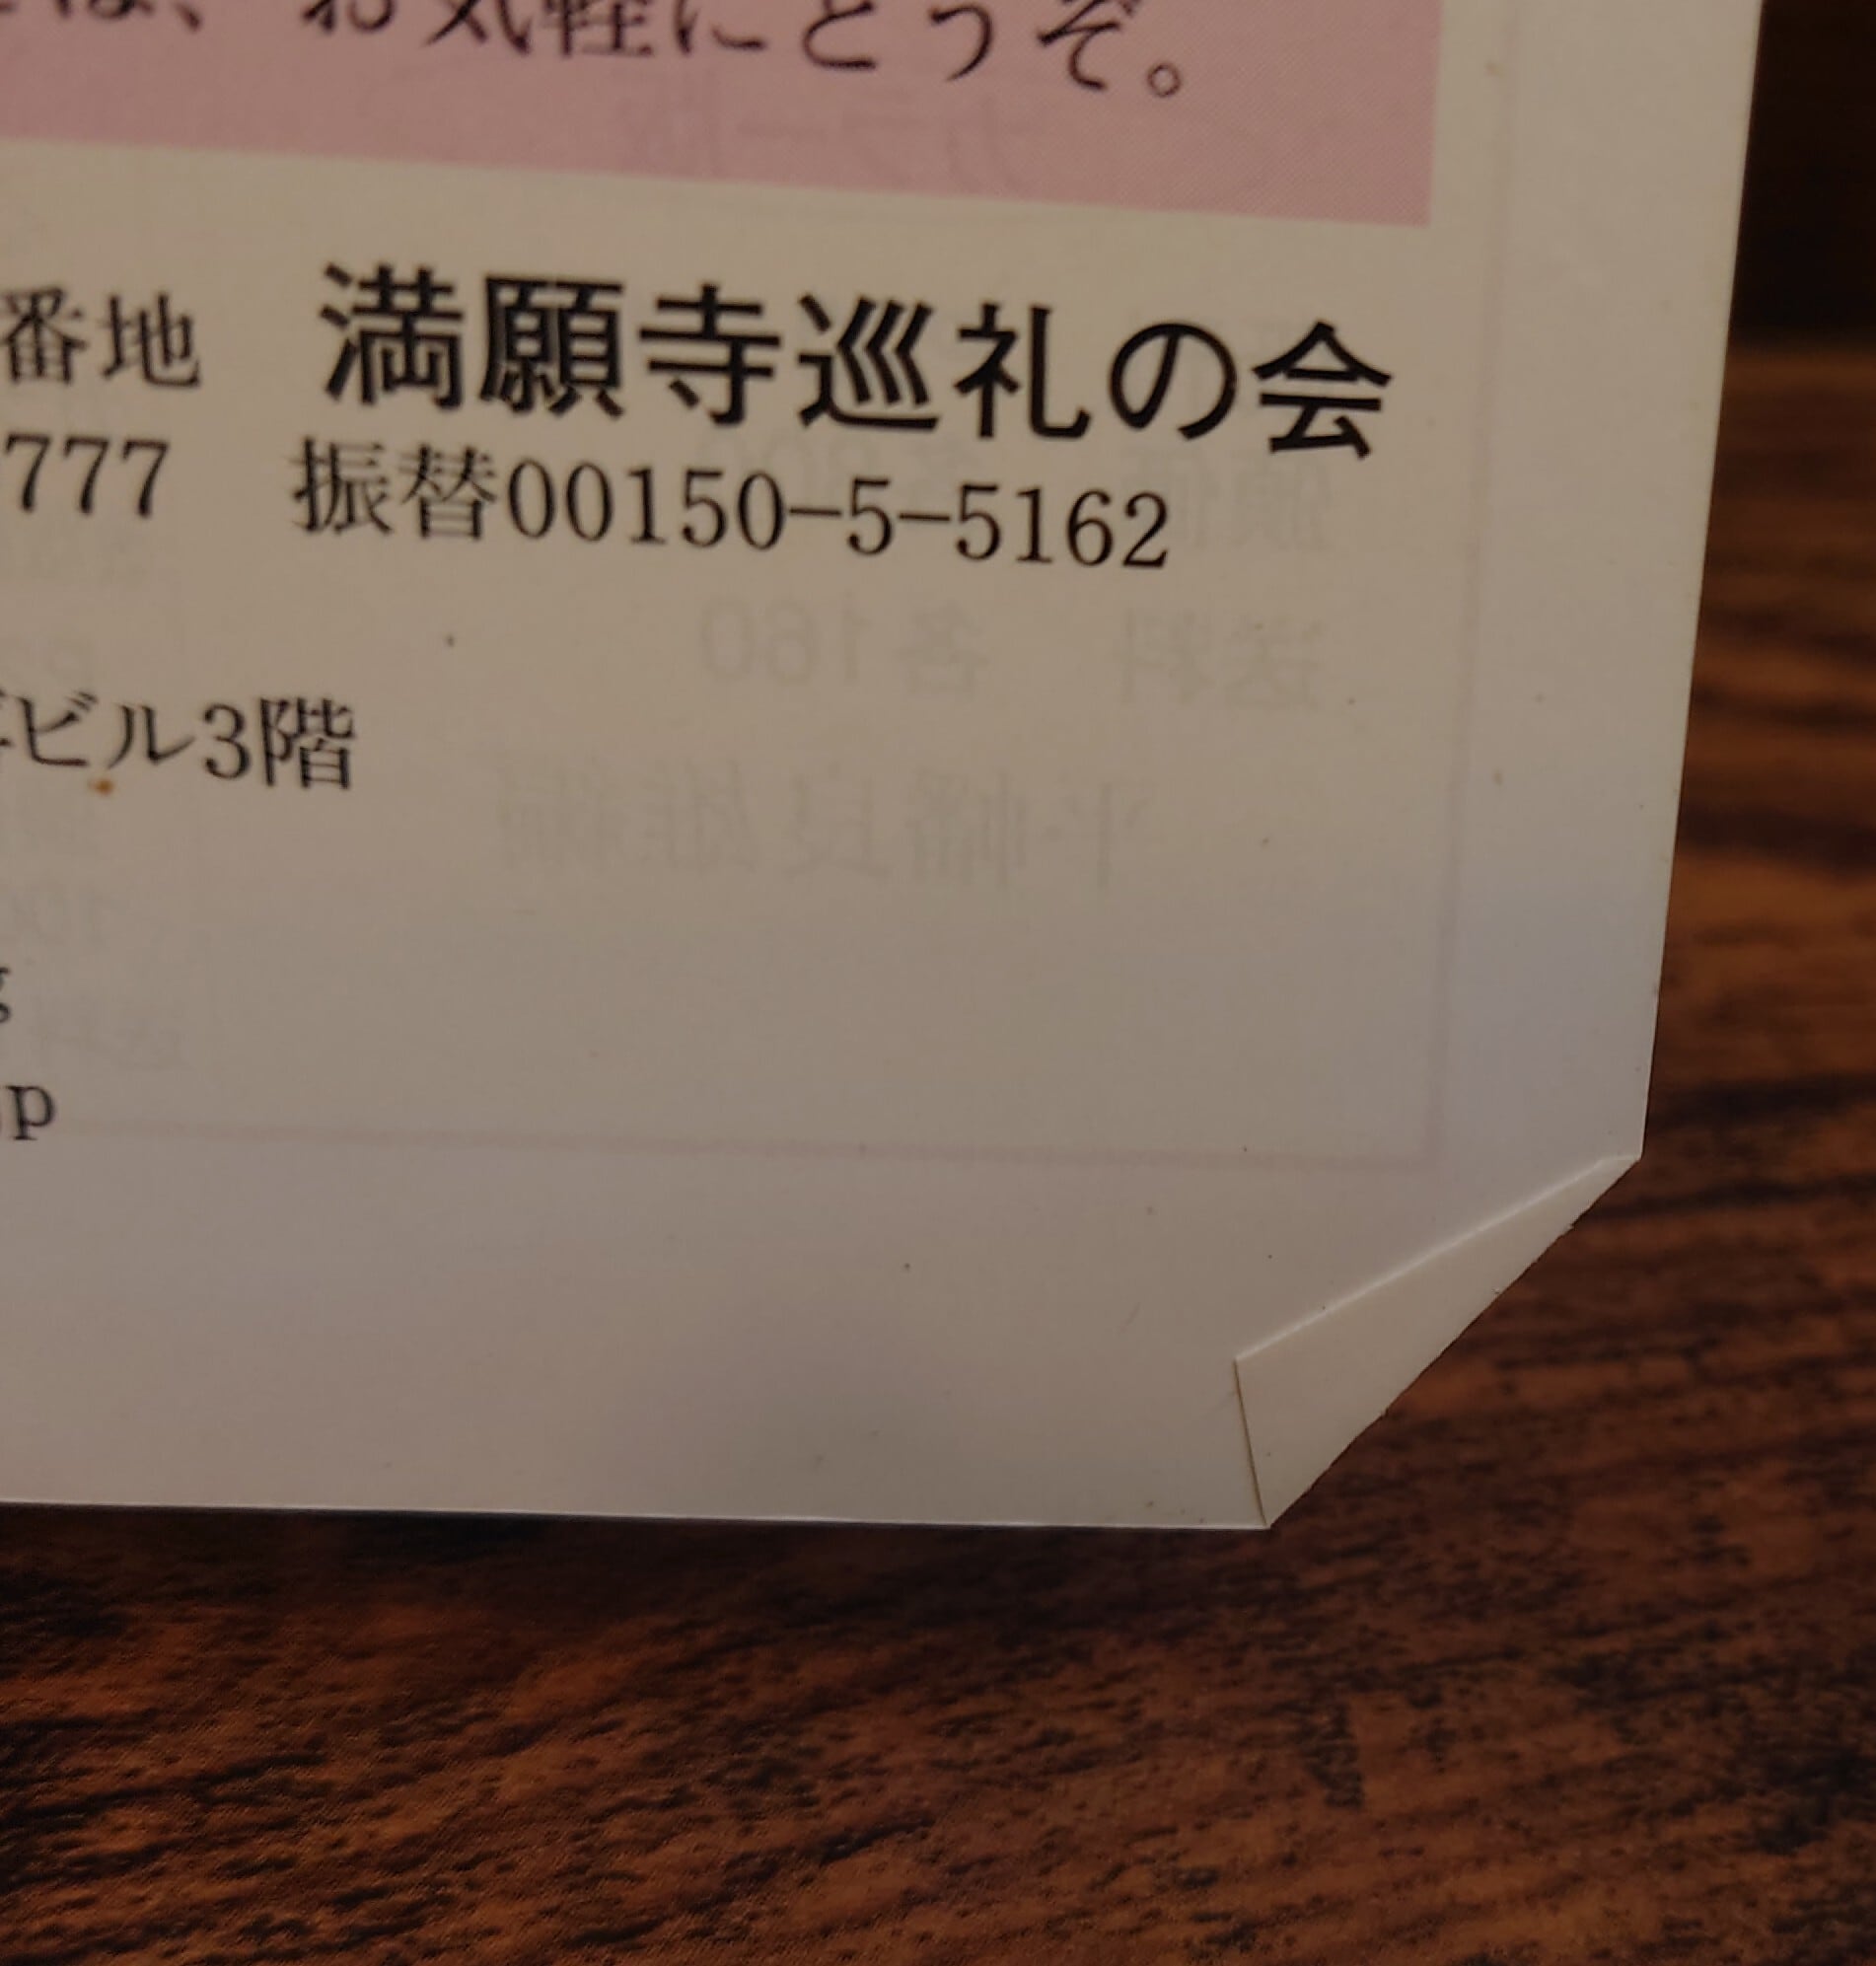 は、お気軽にどうぞ。
番地 満願寺巡礼の会
777 振替00150-5-5162
ビル3階
g
jp